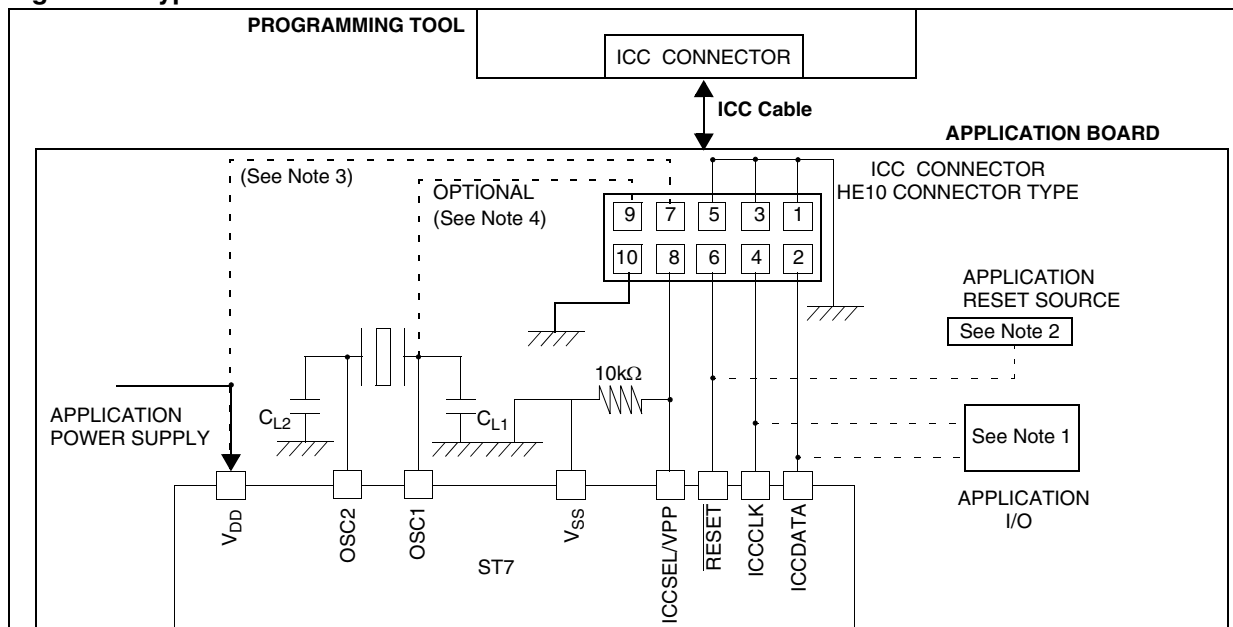 PROGRAMMING TOOL
ICC CONNECTOR
ICC Cable
APPLICATION BOARD
(See Note 3)
OPTIONAL
(See Note 4)
ICC CONNECTOR
HE10 CONNECTOR TYPE
9 7 5 3 1
10 8 6 4 2
APPLICATION
RESET SOURCE
See Note 2
10kΩ
APPLICATION
POWER SUPPLY
CL2
CL1
See Note 1
APPLICATION
I/O
VDD
OSC2
OSC1
VSS
ICCSEL/VPP
RESET
ICCCLK
ICCDATA
ST7